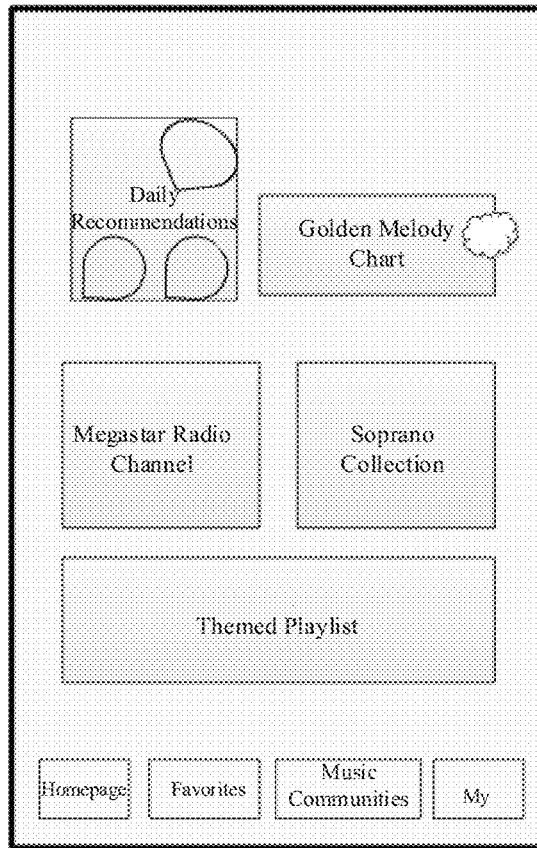 Daily
Recommendations
Golden Melody
Chart
Megastar Radio
Channel
Soprano
Collection
Themed Playlist
Homepage
Favorites
Music
Communities
My